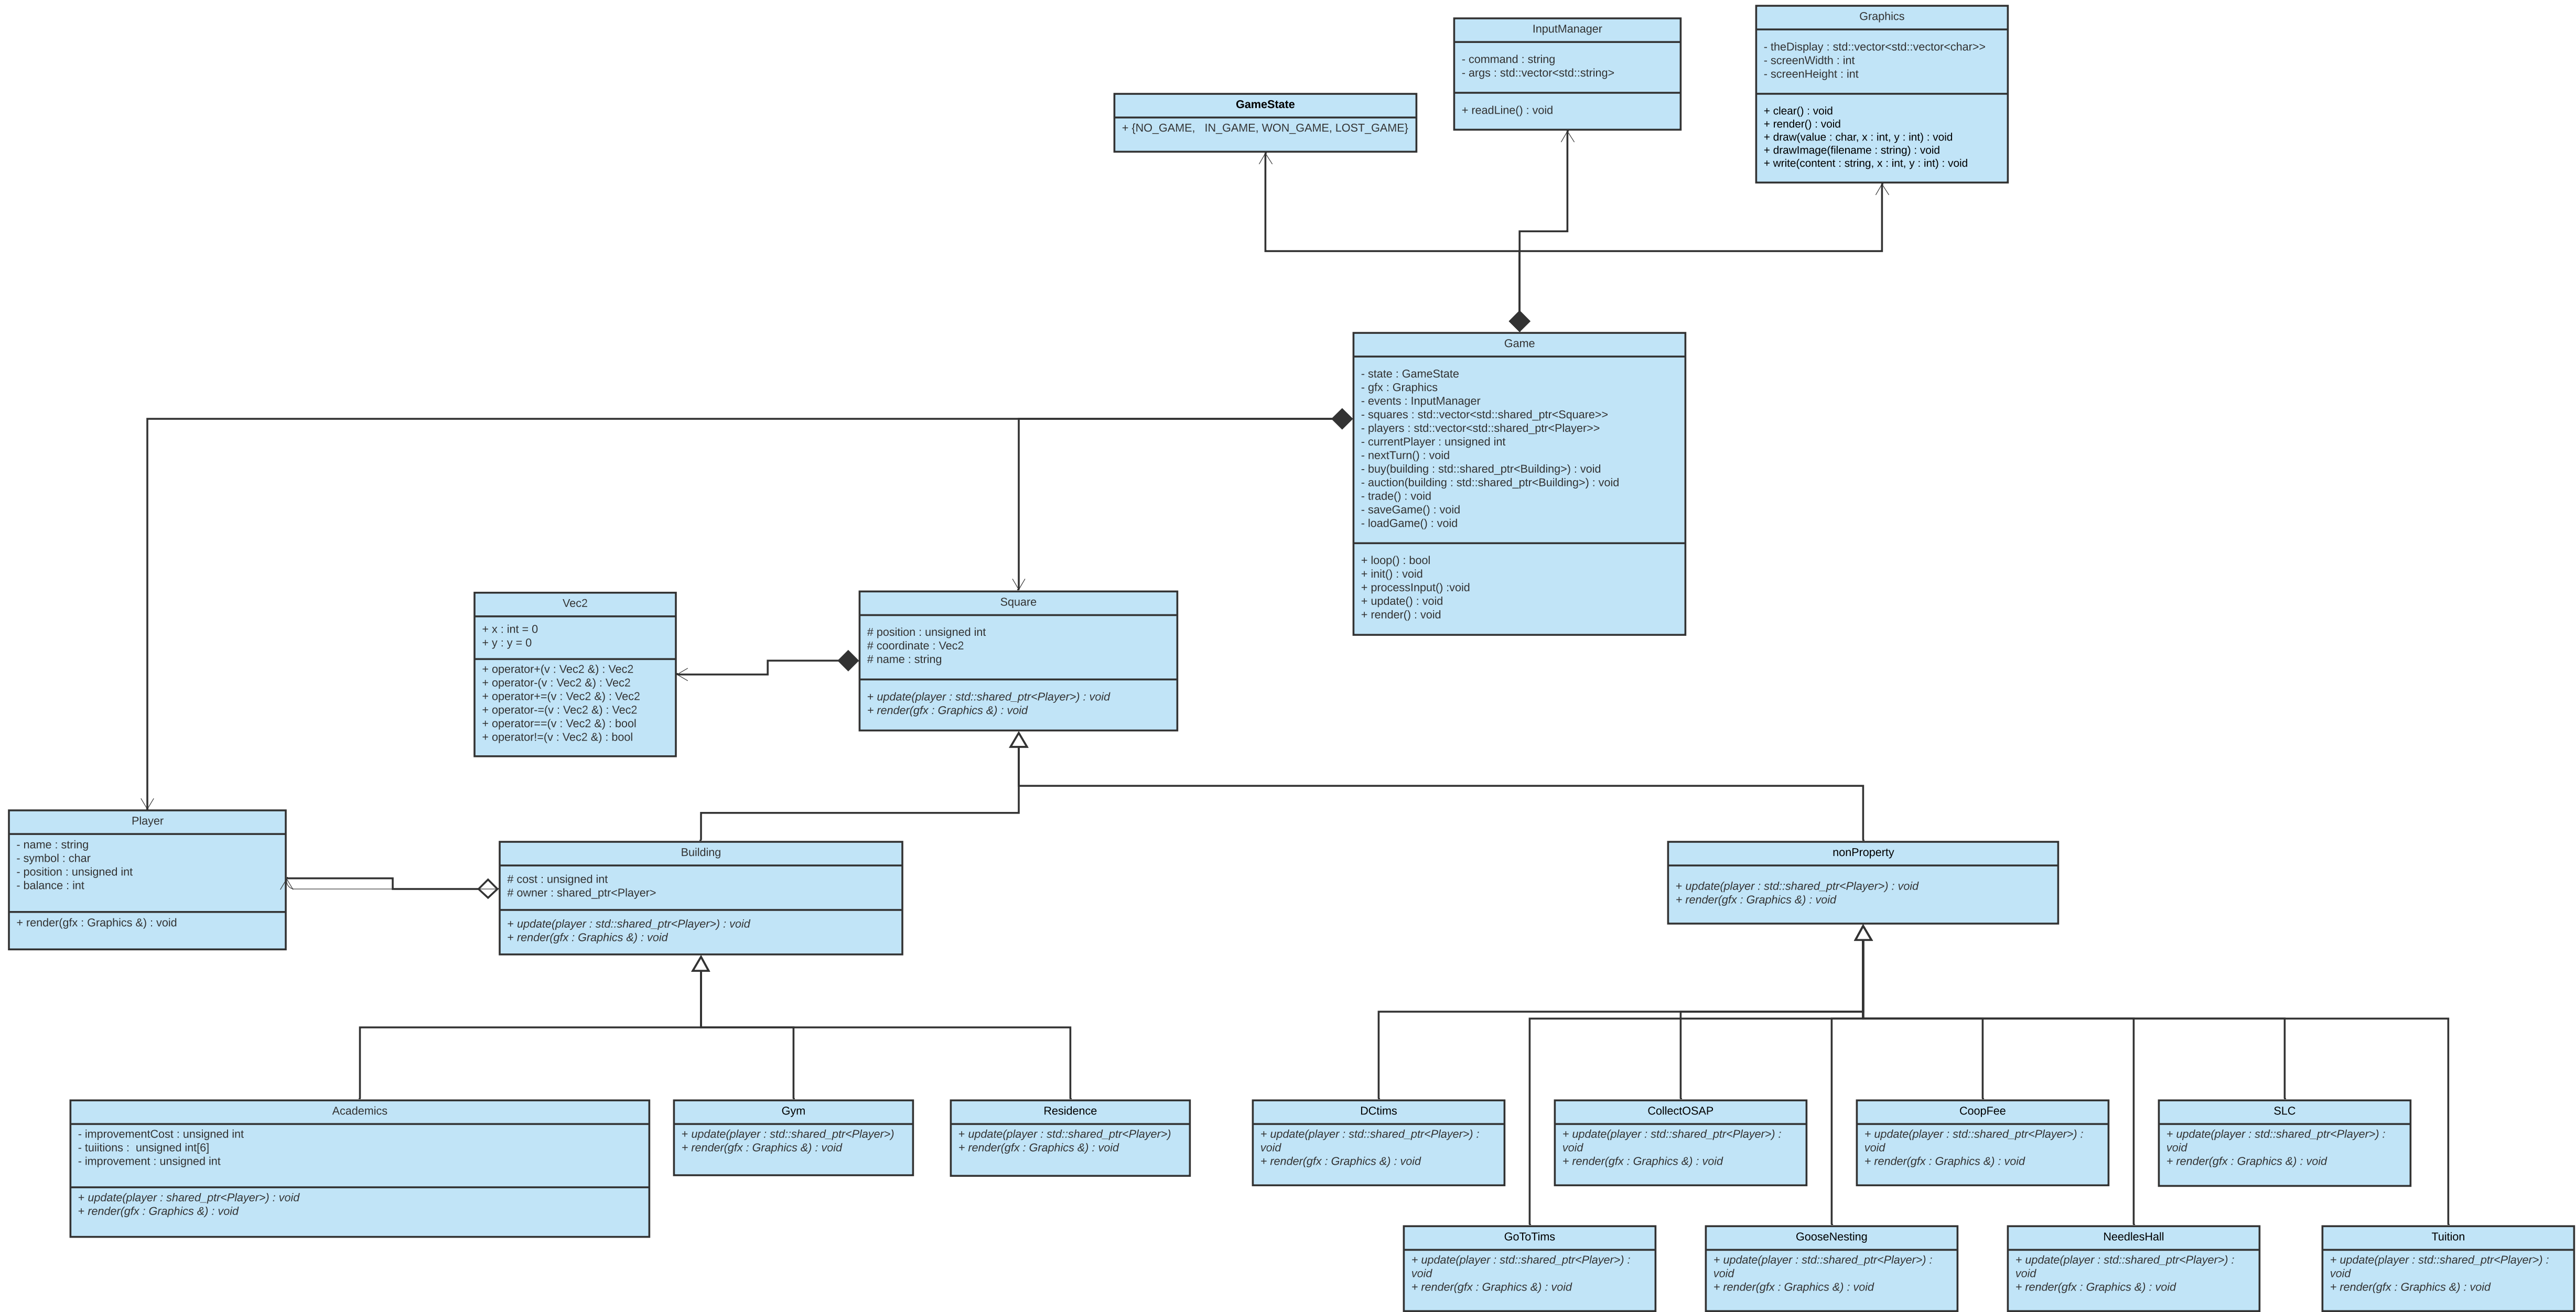 Graphics
- theDisplay : std::vector<std::vector<char>>
- screenWidth : int
- screenHeight : int
+ clear() : void
+ render() : void
+ draw(value : char, x : int, y : int) : void
+ drawImage(filename : string) : void
+ write(content : string, x : int, y : int) : void
InputManager
- command : string
- args : std::vector<std::string>
+ readLine() : void
GameState
+ {NO_GAME, IN_GAME, WON_GAME, LOST_GAME}
Game
- state : GameState
- gfx : Graphics
- events : InputManager
- squares : std::vector<std::shared_ptr<Square>>
- players : std::vector<std::shared_ptr<Player>>
- currentPlayer : unsigned int
- nextTurn() : void
- buy(building : std::shared_ptr<Building>) : void
- auction(building : std::shared_ptr<Building>) : void
- trade() : void
- saveGame() : void
- loadGame() : void
+ loop() : bool
+ init() : void
+ processInput() :void
+ update() : void
+ render() : void
Vec2
+ x : int = 0
+ y : y = 0
+ operator+(v : Vec2 &) : Vec2
+ operator-(v : Vec2 &) : Vec2
+ operator+=(v : Vec2 &) : Vec2
+ operator-=(v : Vec2 &) : Vec2
+ operator==(v : Vec2 &) : bool
+ operator!=(v : Vec2 &) : bool
Square
# position : unsigned int
# coordinate : Vec2
# name : string
+ update(player : std::shared_ptr<Player>) : void
+ render(gfx : Graphics &) : void
Player
- name : string
- symbol : char
- position : unsigned int
- balance : int
+ render(gfx : Graphics &) : void
Building
# cost : unsigned int
# owner : shared_ptr<Player>
+ update(player : std::shared_ptr<Player>) : void
+ render(gfx : Graphics &) : void
nonProperty
+ update(player : std::shared_ptr<Player>) : void
+ render(gfx : Graphics &) : void
Academics
- improvementCost : unsigned int
- tuiitions : unsigned int[6]
- improvement : unsigned int
+ update(player : shared_ptr<Player>) : void
+ render(gfx : Graphics &) : void
Gym
+ update(player : std::shared_ptr<Player>)
+ render(gfx : Graphics &) : void
Residence
+ update(player : std::shared_ptr<Player>)
+ render(gfx : Graphics &) : void
DCtims
+ update(player : std::shared_ptr<Player>) :
void
+ render(gfx : Graphics &) : void
CollectOSAP
+ update(player : std::shared_ptr<Player>) :
void
+ render(gfx : Graphics &) : void
CoopFee
+ update(player : std::shared_ptr<Player>) :
void
+ render(gfx : Graphics &) : void
SLC
+ update(player : std::shared_ptr<Player>) :
void
+ render(gfx : Graphics &) : void
GoToTims
+ update(player : std::shared_ptr<Player>) :
void
+ render(gfx : Graphics &) : void
GooseNesting
+ update(player : std::shared_ptr<Player>) :
void
+ render(gfx : Graphics &) : void
NeedlesHall
+ update(player : std::shared_ptr<Player>) :
void
+ render(gfx : Graphics &) : void
Tuition
+ update(player : std::shared_ptr<Player>) :
void
+ render(gfx : Graphics &) : void